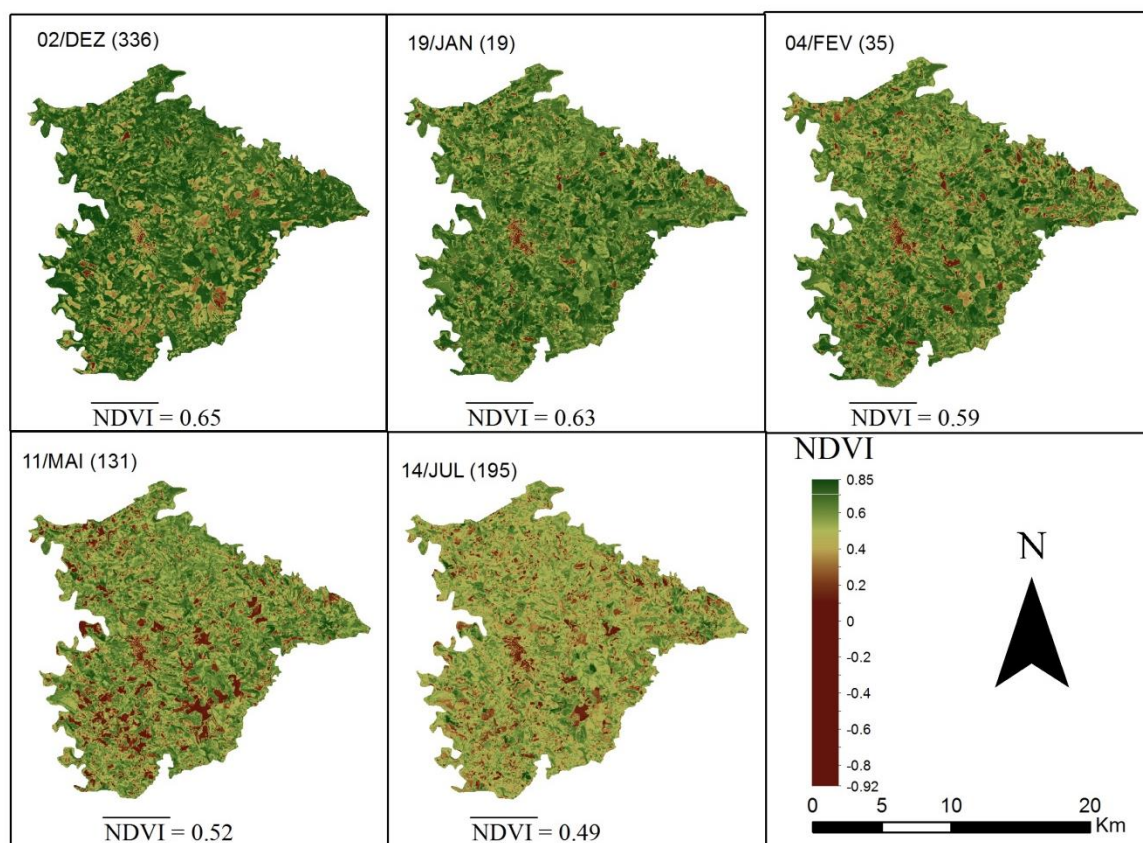 02/DEZ (336)
19/JAN (19)
04/FEV (35)
NDVI = 0.65
NDVI = 0.63
NDVI = 0.59
11/MAI (131)
14/JUL (195)
NDVI
0.85
0.6
0.4
0.2
0
-0.2
-0.4
-0.6
-0.8
-0.92
N
0 5 10 20
Km
NDVI = 0.52
NDVI = 0.49